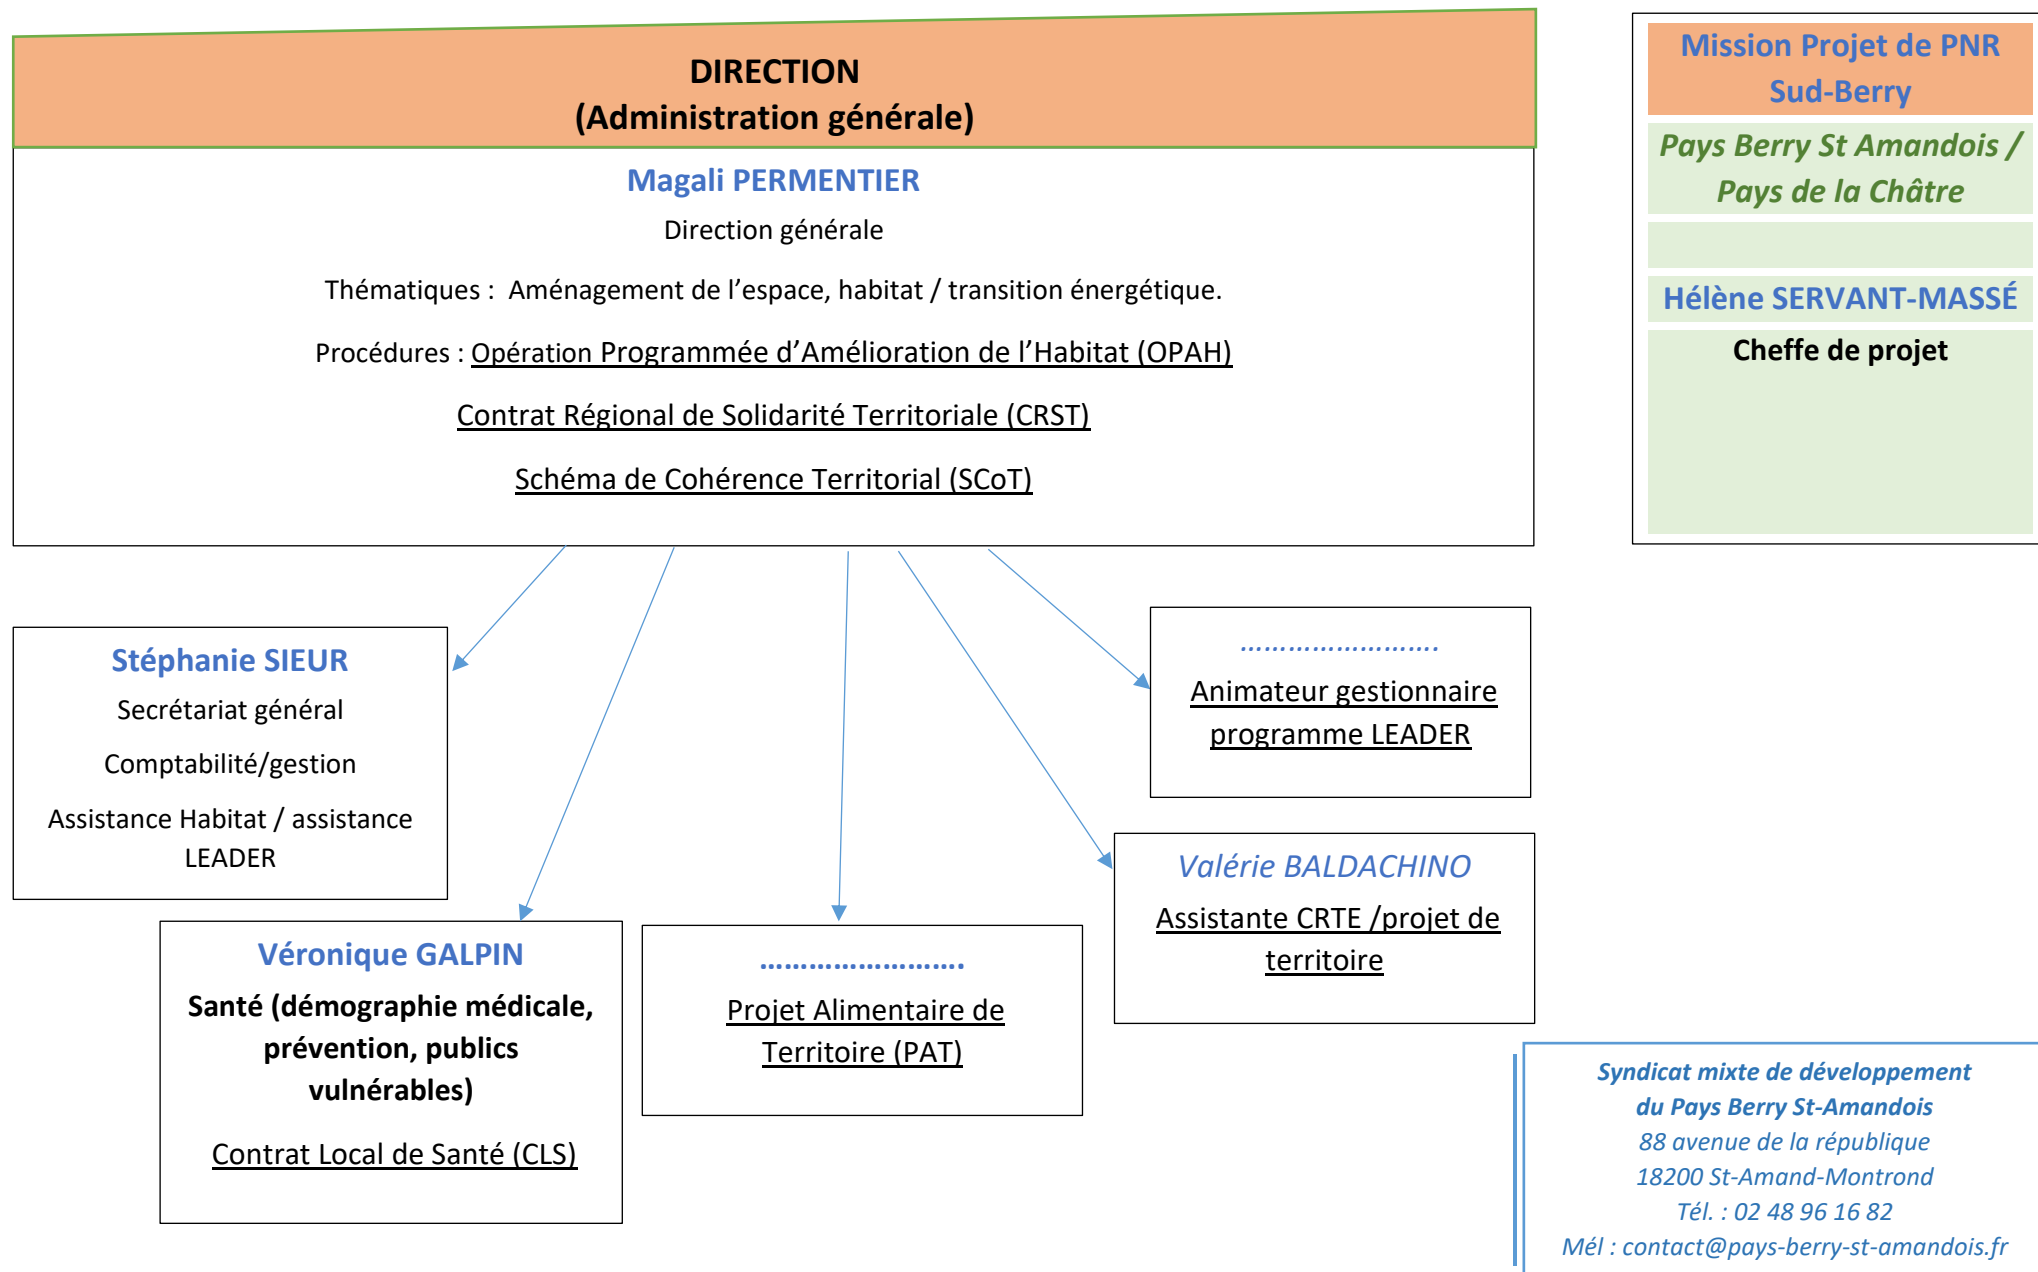 DIRECTION
(Administration générale)
Magali PERMENTIER
Direction générale
Thématiques : Aménagement de l’espace, habitat / transition énergétique.
Procédures : Opération Programmée d’Amélioration de l’Habitat (OPAH)
Contrat Régional de Solidarité Territoriale (CRST)
Schéma de Cohérence Territorial (SCoT)
Mission Projet de PNR
Sud-Berry
Pays Berry St Amandois /
Pays de la Châtre
Hélène SERVANT-MASSÉ
Cheffe de projet
Stéphanie SIEUR
Secrétariat général
Comptabilité/gestion
Assistance Habitat / assistance
LEADER
Véronique GALPIN
Santé (démographie médicale,
prévention, publics
vulnérables)
Contrat Local de Santé (CLS)
…………………….
Projet Alimentaire de
Territoire (PAT)
…………………….
Animateur gestionnaire
programme LEADER
Valérie BALDACHINO
Assistante CRTE /projet de
territoire
Syndicat mixte de développement
du Pays Berry St-Amandois
88 avenue de la république
18200 St-Amand-Montrond
Tél. : 02 48 96 16 82
Mél : contact@pays-berry-st-amandois.fr